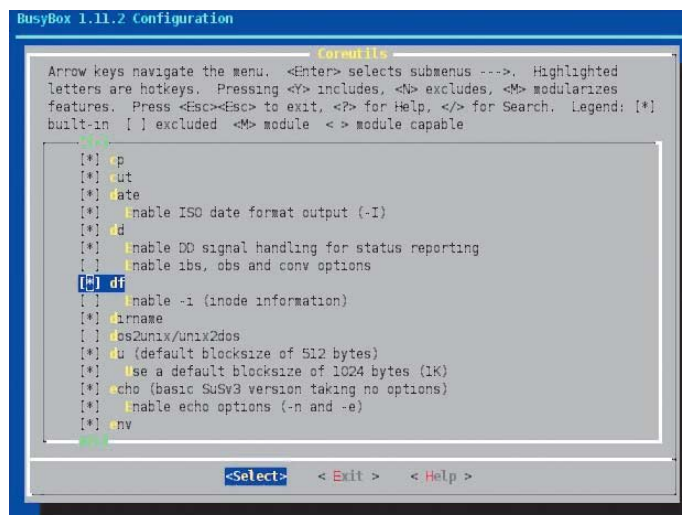 BusyBox 1.11.2 Configuration
Coreutils
Arrow keys navigate the menu. <Enter> selects submenus --->. Highlighted
letters are hotkeys. Pressing <Y> includes, <N> excludes, <M> modularizes
features. Press <Esc><Esc> to exit, <?> for Help, </> for Search. Legend: [*]
built-in [ ] excluded <M> module < > module capable
[*] cp
[*] cut
[*] date
[*] Enable ISO date format output (-I)
[*] dd
[*] Enable DD signal handling for status reporting
[ ] Enable ibs, obs and conv options
[*] df
[ ] Enable -i (inode information)
[*] dirname
[ ] dos2unix/unix2dos
[*] du (default blocksize of 512 bytes)
[*] Use a default blocksize of 1024 bytes (1K)
[*] echo (basic SuSv3 version taking no options)
[*] Enable echo options (-n and -e)
[*] env
<Select> < Exit > < Help >